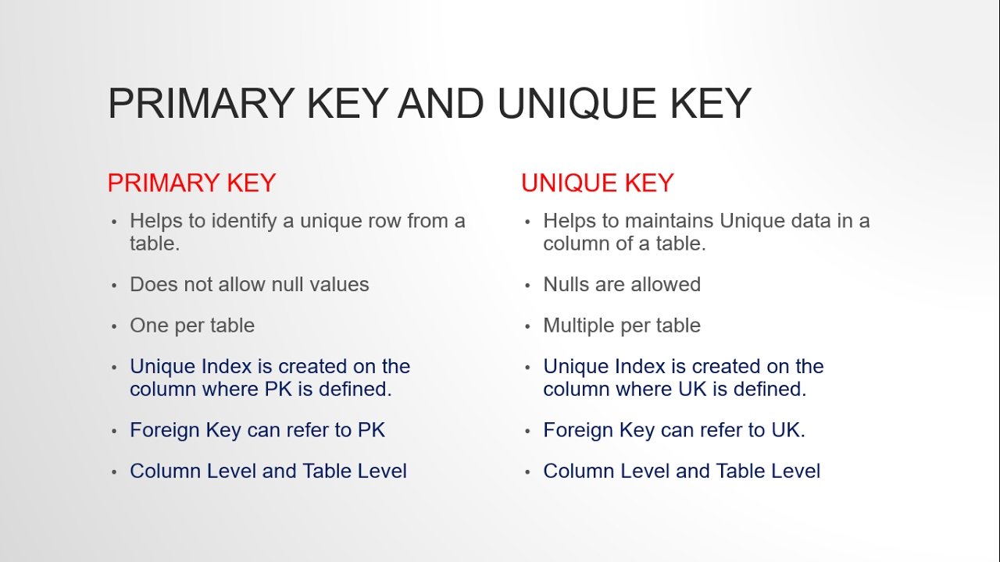 PRIMARY KEY AND UNIQUE KEY
PRIMARY KEY
• Helps to identify a unique row from a
table.
• Does not allow null values
• One per table
• Unique Index is created on the
column where PK is defined.
• Foreign Key can refer to PK
• Column Level and Table Level
UNIQUE KEY
• Helps to maintains Unique data in a
column of a table.
• Nulls are allowed
• Multiple per table
• Unique Index is created on the
column where UK is defined.
• Foreign Key can refer to UK.
• Column Level and Table Level